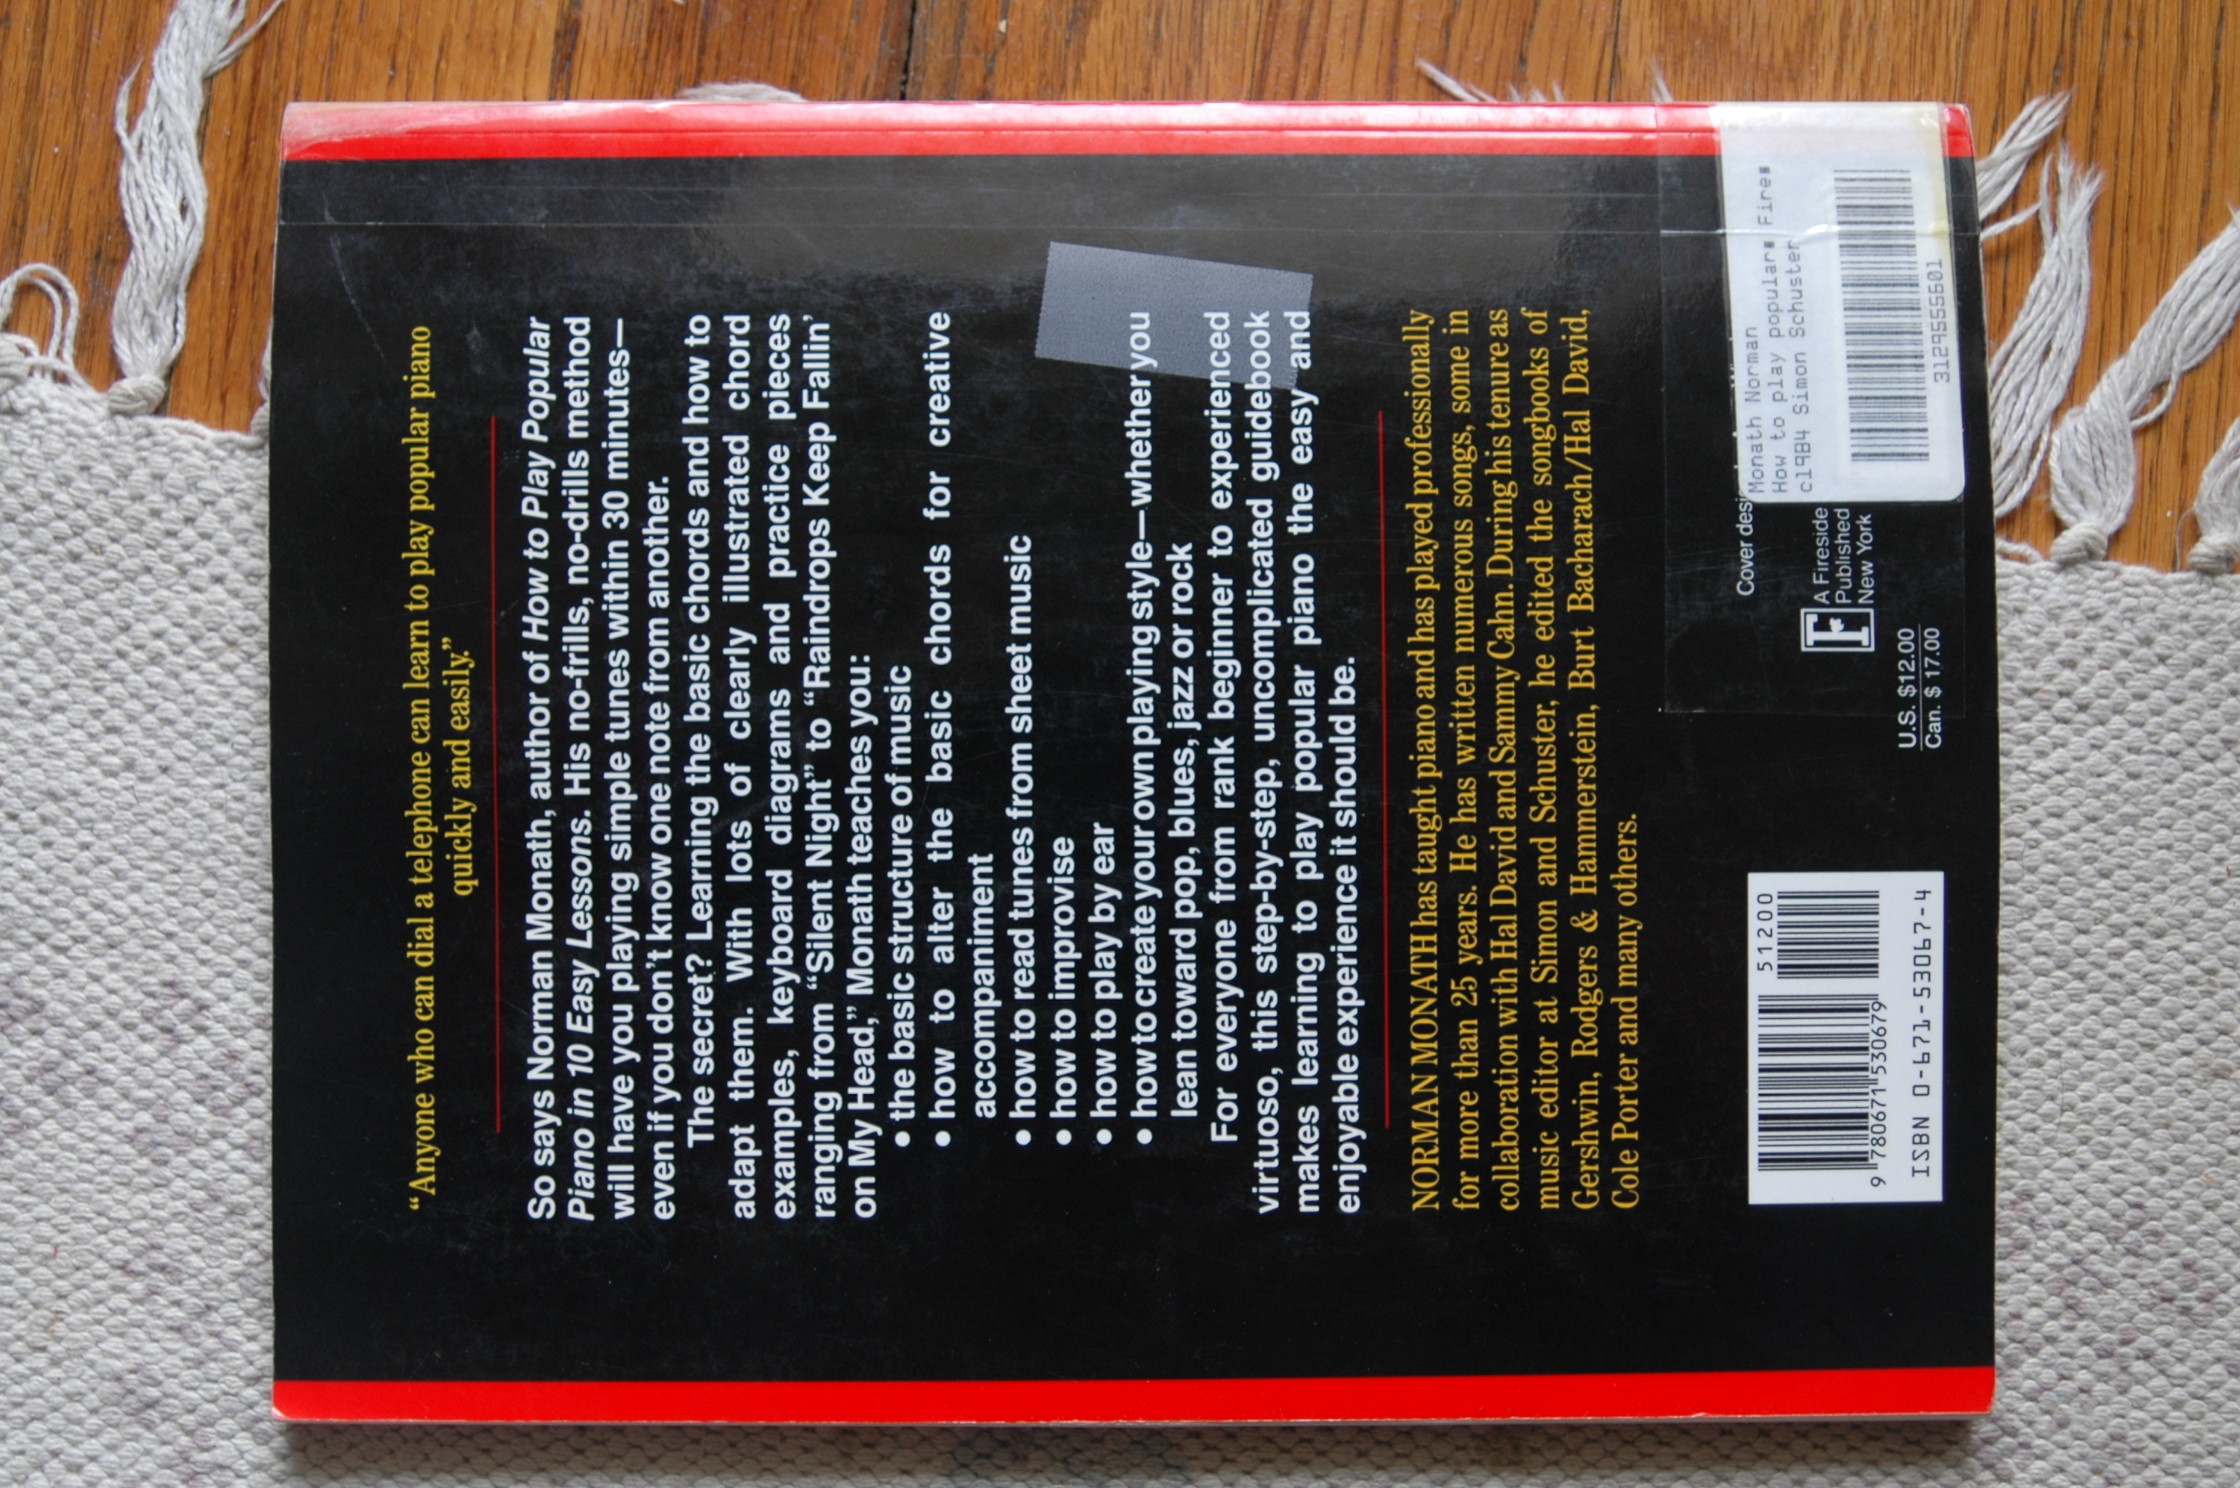 “Anyone who can dial a telephone can learn to play popular piano
quickly and easily.”
So says Norman Monath, author of How to Play Popular
Piano in 10 Easy Lessons. His no-frills, no-drills method
will have you playing simple tunes within 30 minutes—
even if you don’t know one note from another.
The secret? Learning the basic chords and how to
adapt them. With lots of clearly illustrated chord
examples, keyboard diagrams and practice pieces
ranging from “Silent Night” to “Raindrops Keep Fallin’
on My Head,” Monath teaches you:
• the basic structure of music
• how to alter the basic chords for creative
accompaniment
• how to read tunes from sheet music
• how to improvise
• how to play by ear
• how to create your own playing style—whether you
lean toward pop, blues, jazz or rock
For everyone from rank beginner to experienced
virtuoso, this step-by-step, uncomplicated guidebook
makes learning to play popular piano the easy and
enjoyable experience it should be.
NORMAN MONATH has taught piano and has played professionally
for more than 25 years. He has written numerous songs, some in
collaboration with Hal David and Sammy Cahn. During his tenure as
music editor at Simon and Schuster, he edited the songbooks of
Gershwin, Rodgers & Hammerstein, Burt Bacharach/Hal David,
Cole Porter and many others.
Cover
Monath Norman
How to play popular Fire
c1984 Simon Schuster
A Fireside
Published
New York
F
U.S. $12.00
Can. $ 17.00
51200
9 780671 530679
ISBN 0-671-53067-4